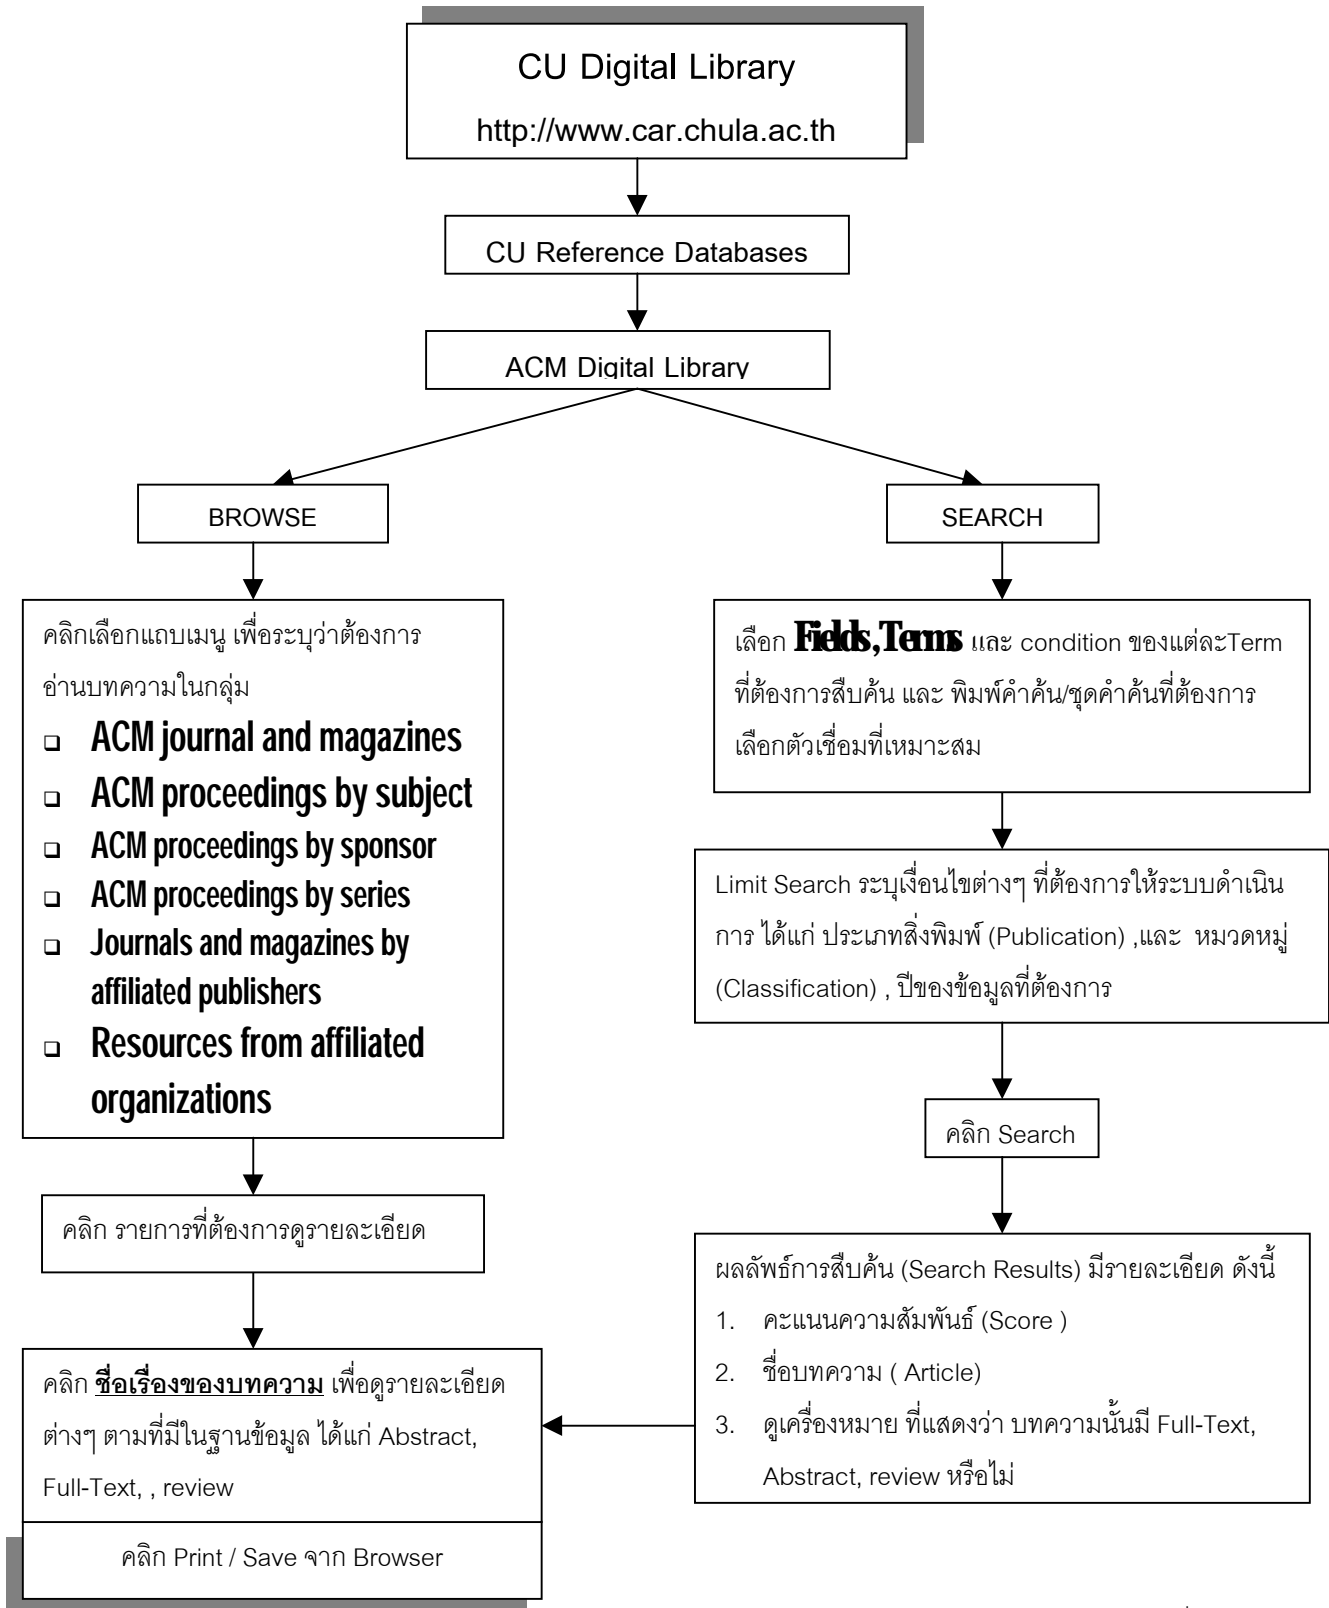 CU Digital Library
http://www.car.chula.ac.th
CU Reference Databases
ACM Digital Library
BROWSE
คลิกเลือกแถบเมนู เพื่อระบุว่าต้องการ
อ่านบทความในกลุ่ม
❑ ACM journal and magazines
❑ ACM proceedings by subject
❑ ACM proceedings by sponsor
❑ ACM proceedings by series
❑ Journals and magazines by
affiliated publishers
❑ Resources from affiliated
organizations
คลิก รายการที่ต้องการดูรายละเอียด
SEARCH
เลือก Fields,Terms และ condition ของแต่ละTerm
ที่ต้องการสืบค้น และ พิมพ์คำค้น/ชุดคำค้นที่ต้องการ
เลือกตัวเชื่อมที่เหมาะสม
Limit Search ระบุเงื่อนไขต่างๆ ที่ต้องการให้ระบบดำเนิน
การ ได้แก่ ประเภทสิ่งพิมพ์ (Publication) ,และ หมวดหมู่
(Classification) , ปีของข้อมูลที่ต้องการ
คลิก Search
ผลลัพธ์การสืบค้น (Search Results) มีรายละเอียด ดังนี้
1. คะแนนความสัมพันธ์ (Score )
2. ชื่อบทความ ( Article)
3. ดูเครื่องหมาย ที่แสดงว่า บทความนั้นมี Full-Text,
Abstract, review หรือไม่
คลิก ชื่อเรื่องของบทความ เพื่อดูรายละเอียด
ต่างๆ ตามที่มีในฐานข้อมูล ได้แก่ Abstract,
Full-Text, , review
คลิก Print / Save จาก Browser